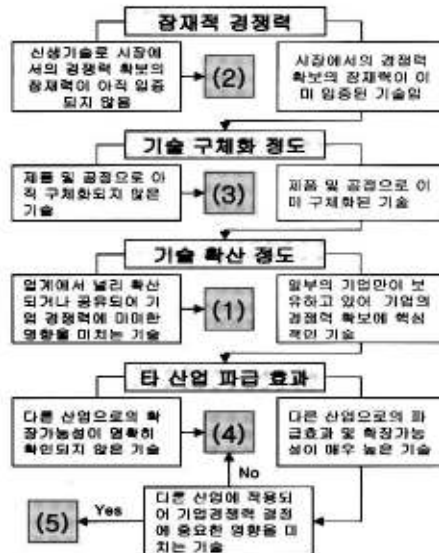 잠재적 경쟁력
신생기술로 시장에
서의 경쟁력 확보의
잠재력이 아직 입증
되지 않음
(2)
시장에서의 경쟁력
확보의 잠재력이 이
미 입증된 기술임
기술 구체화 정도
제품 및 공정으로 아
직 구체화되지 않은
기술
(3)
제품 및 공정으로 이
미 구체화된 기술
기술 확산 정도
업계에서 널리 확산
되거나 공유되어 기
업 경쟁력에 미미한
영향을 미치는 기술
(1)
일부의 기업만이 보
유하고 있어 기업의
경쟁력 확보에 핵심
적인 기술
타 산업 파급 효과
다른 산업으로의 확
장가능성이 명확히
확인되지 않은 기술
(4)
다른 산업으로의 파
급효과 및 확장가능
성이 매우 높은 기술
No
(5)
Yes
다른 산업에 적용되
어 기업경쟁력 결정
에 중요한 영향을 미
치는 기술